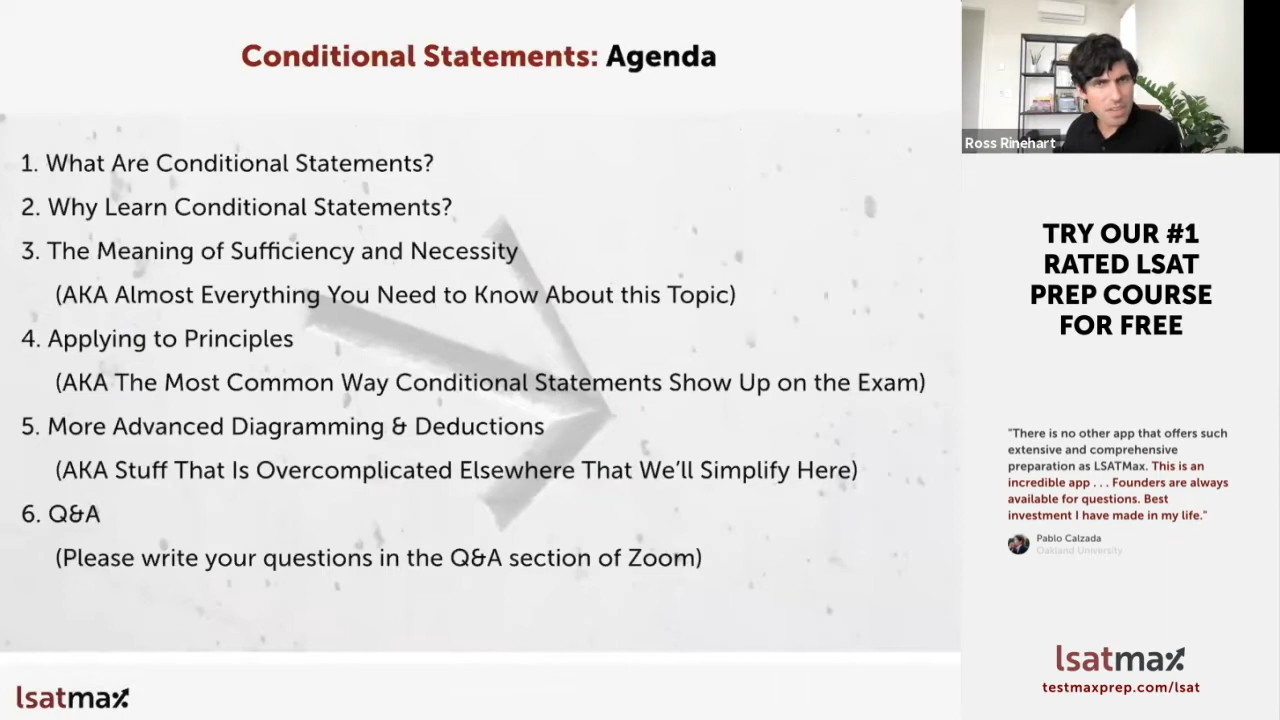 Conditional Statements: Agenda
1. What Are Conditional Statements?
2. Why Learn Conditional Statements?
3. The Meaning of Sufficiency and Necessity
(AKA Almost Everything You Need to Know About this Topic)
4. Applying to Principles
(AKA The Most Common Way Conditional Statements Show Up on the Exam)
5. More Advanced Diagramming & Deductions
(AKA Stuff That Is Overcomplicated Elsewhere That We'll Simplify Here)
6. Q&A
(Please write your questions in the Q&A section of Zoom)
lsatmax
Ross Rinehart
TRY OUR #1
RATED LSAT
PREP COURSE
FOR FREE
"There is no other app that offers such
extensive and comprehensive
preparation as LSATMax. This is an
incredible app . . . Founders are always
available for questions. Best
investment I have made in my life."
Pablo Calzada
Oakland University
lsatmax
testmaxprep.com/lsat